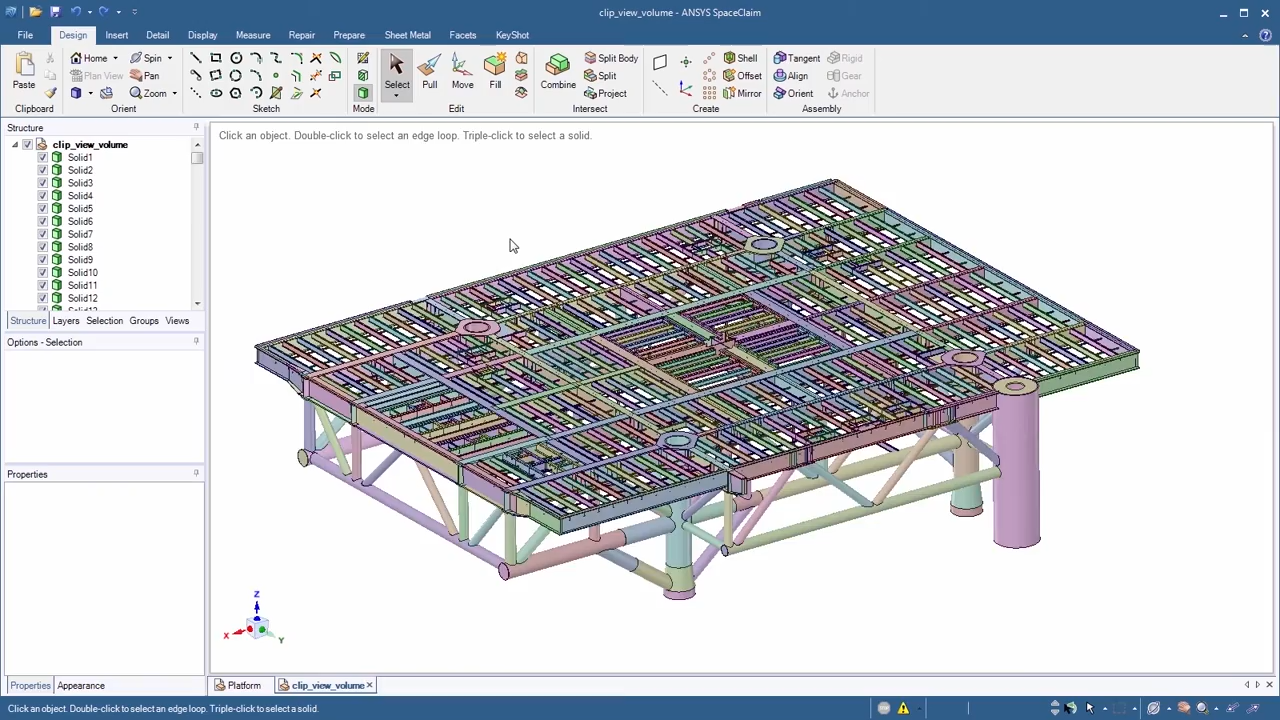 clip_view_volume - ANSYS SpaceClaim
File Design Insert Detail Display Measure Repair Prepare Sheet Metal Facets KeyShot
Paste
Clipboard
Home Spin
Plan View Pan
Zoom
Orient
Sketch
Mode
Select Pull Move Fill
Edit
Combine Split Body
Split
Project
Intersect
Shell
Offset
Mirror
Create
Tangent Rigid
Align Gear
Orient Anchor
Assembly
Structure
clip_view_volume
Solid1
Solid2
Solid3
Solid4
Solid5
Solid6
Solid7
Solid8
Solid9
Solid10
Solid11
Solid12
Structure Layers Selection Groups Views
Options - Selection
Properties
Properties Appearance
Click an object. Double-click to select an edge loop. Triple-click to select a solid.
Z
X
Y
Platform clip_view_volume
Click an object. Double-click to select an edge loop. Triple-click to select a solid.